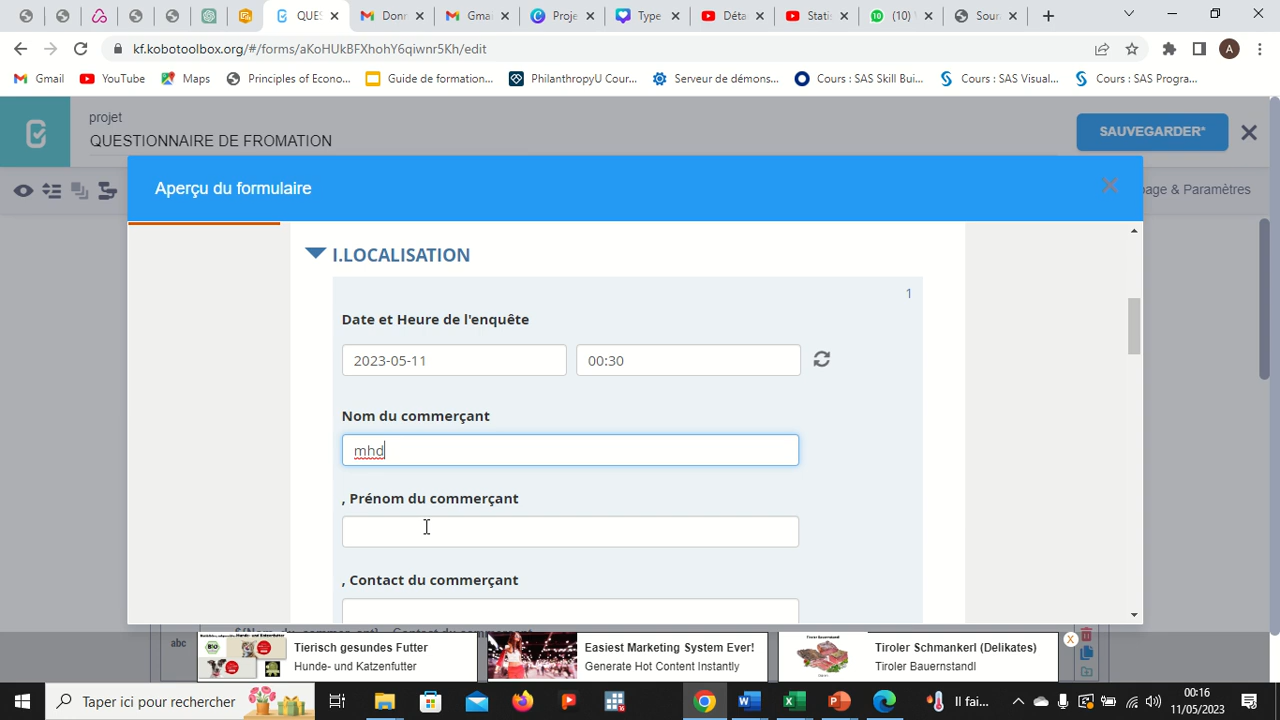 QUES
Donn
Gmai
Proje
Type
Déta
Statis
(10) V
Sour
kf.kobotoolbox.org/#/forms/aKoHUkBFXhohY6qiwnr5Kh/edit
A
Gmail
YouTube
Maps
Principles of Econo...
Guide de formation...
PhilanthropyU Cour...
Serveur de démons...
Cours : SAS Skill Bui...
Cours : SAS Visual...
Cours : SAS Progra...
projet
QUESTIONNAIRE DE FROMATION
SAUVEGARDER*
Aperçu du formulaire
page & Paramètres
I.LOCALISATION
1
Date et Heure de l'enquête
2023-05-11
00:30
Nom du commerçant
mhd
, Prénom du commerçant
, Contact du commerçant
abc
Tierisch gesundes Futter
Hunde- und Katzenfutter
Easiest Marketing System Ever!
Generate Hot Content Instantly
Tiroler Schmankerl (Delikates)
Tiroler Bauernstandl
Taper ici pour rechercher
Il fai...
00:16
11/05/2023